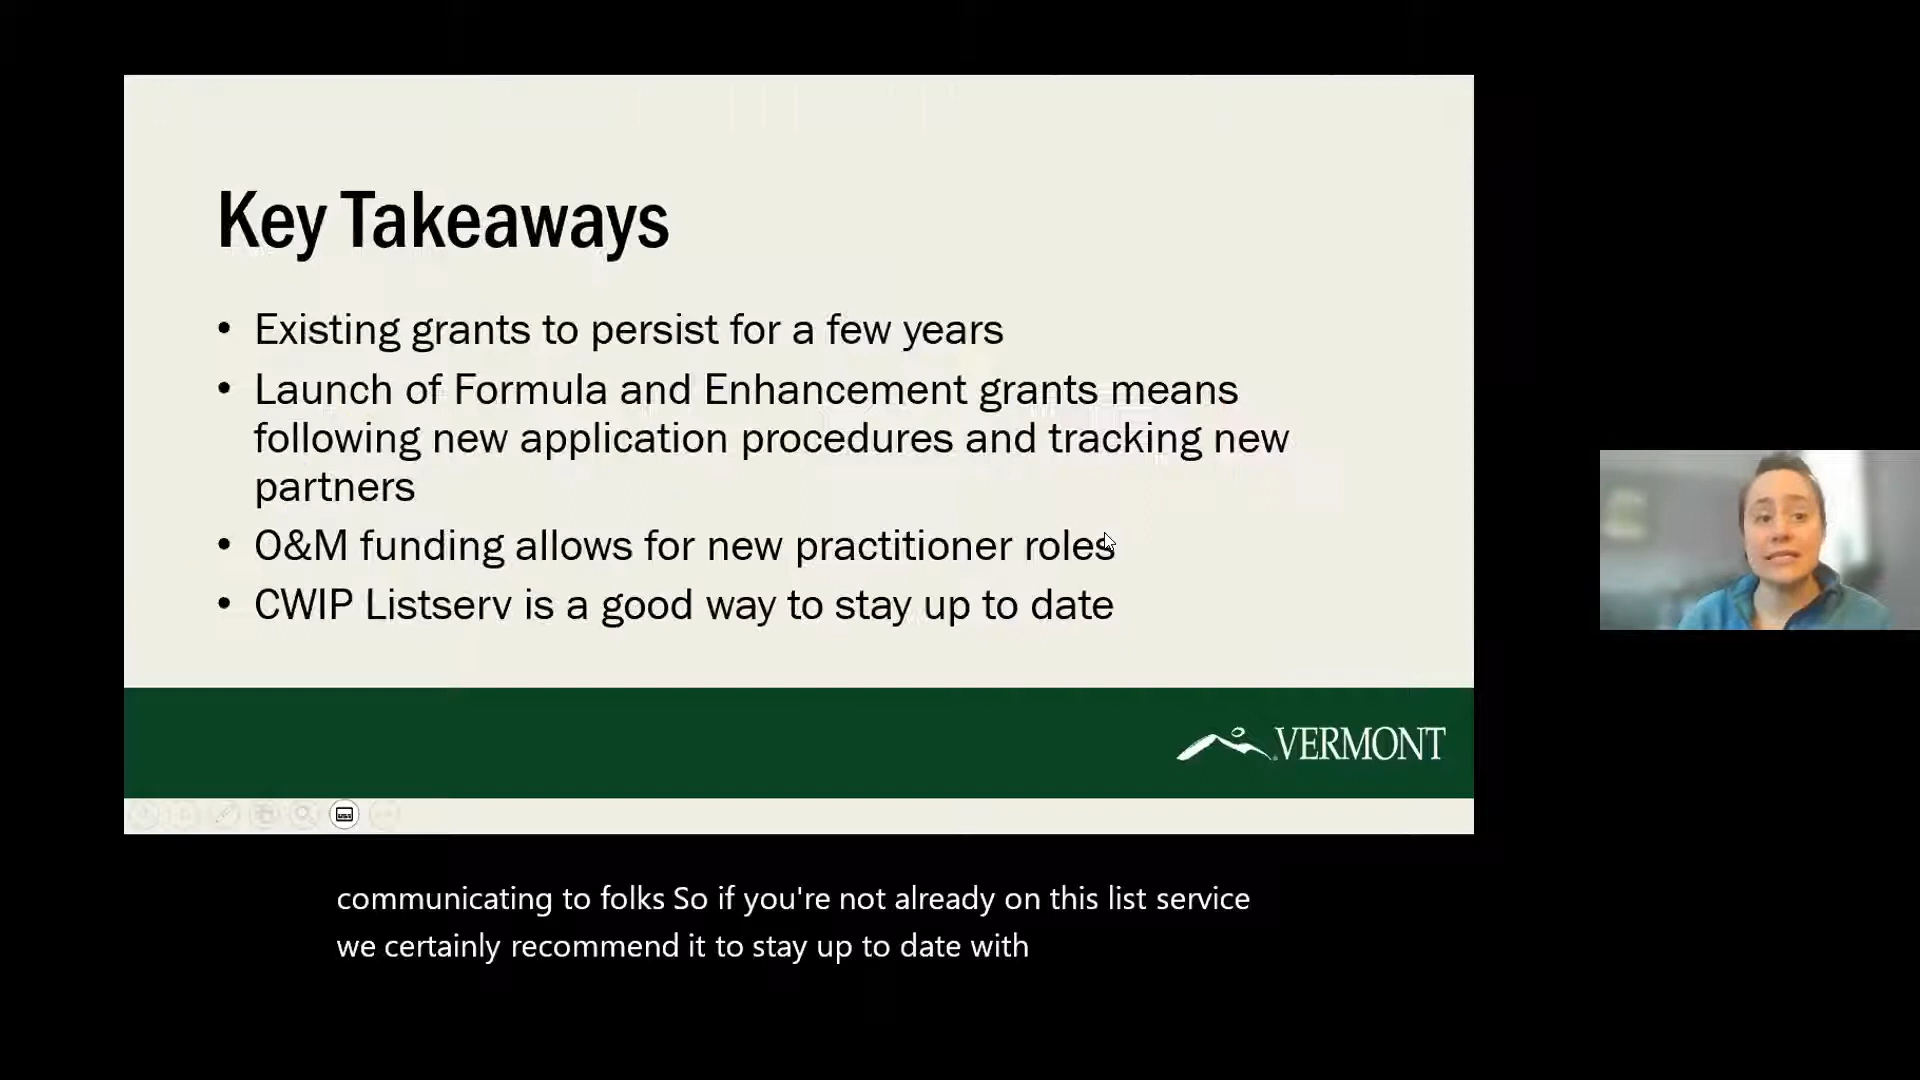 Key Takeaways
• Existing grants to persist for a few years
• Launch of Formula and Enhancement grants means
following new application procedures and tracking new
partners
• O&M funding allows for new practitioner roles
• CWIP Listserv is a good way to stay up to date
VERMONT
communicating to folks So if you're not already on this list service
we certainly recommend it to stay up to date with